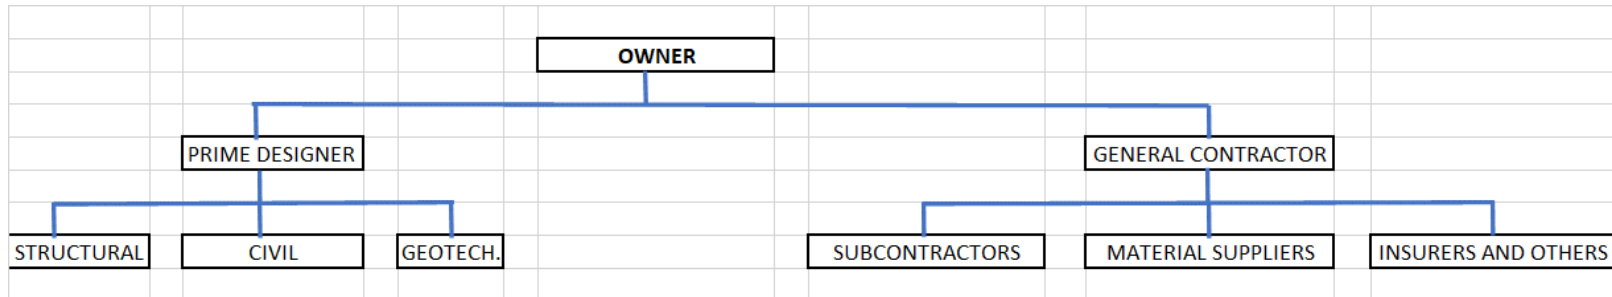 OWNER
PRIME DESIGNER
GENERAL CONTRACTOR
STRUCTURAL
CIVIL
GEOTECH.
SUBCONTRACTORS
MATERIAL SUPPLIERS
INSURERS AND OTHERS